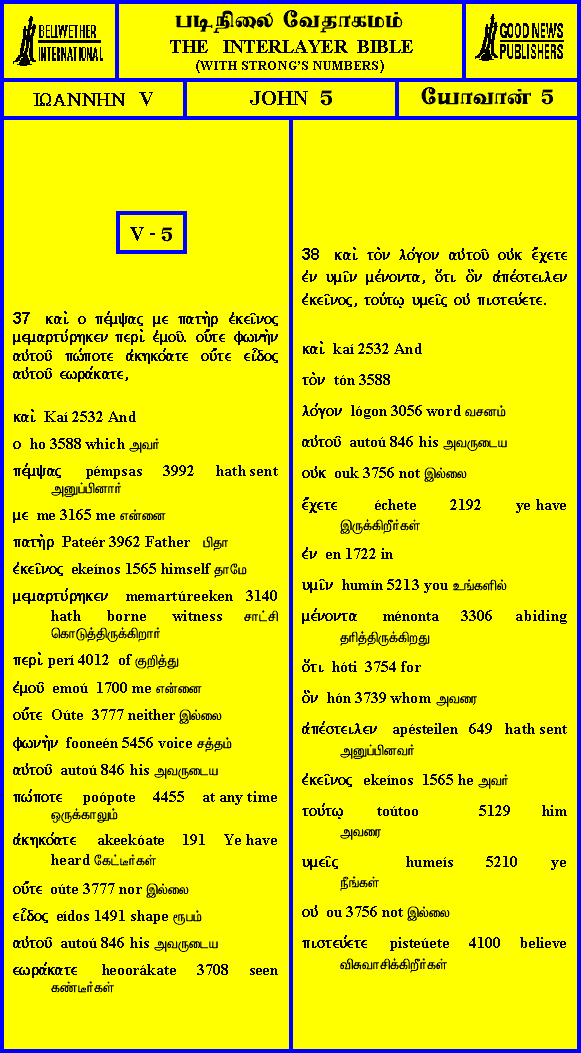 BELLWETHER
INTERNATIONAL
படிநிலை வேதாகமம்
THE INTERLAYER BIBLE
(WITH STRONG'S NUMBERS)
GOOD NEWS
PUBLISHERS
ΙΩΑΝΝΗΝ V
JOHN 5
யோவான் 5
V - 5
37 καὶ ο πέμψας με πατὴρ ἐκεῖνος
μεμαρτύρηκεν περὶ ἐμοῦ. οὔτε φωνὴν
αὐτοῦ πώποτε ἀκηκόατε οὔτε εἶδος
αὐτοῦ εωράκατε,
καὶ Kaí 2532 And
ο ho 3588 which அவர்
πέμψας pémpsas 3992 hath sent
அனுப்பினார்
με me 3165 me என்னை
πατὴρ Pateér 3962 Father பிதா
ἐκεῖνος ekeínos 1565 himself தாமே
μεμαρτύρηκεν memartúreeken 3140
hath borne witness சாட்சி
கொடுத்திருக்கிறார்
περὶ perí 4012 of குறித்து
ἐμοῦ emoú 1700 me என்னை
οὔτε Oúte 3777 neither இல்லை
φωνὴν fooneén 5456 voice சத்தம்
αὐτοῦ autoú 846 his அவருடைய
πώποτε poópote 4455 at any time
ஒருக்காலும்
ἀκηκόατε akeekóate 191 Ye have
heard கேட்டீர்கள்
οὔτε oúte 3777 nor இல்லை
εἶδος eídos 1491 shape ரூபம்
αὐτοῦ autoú 846 his அவருடைய
εωράκατε heoorákate 3708 seen
கண்டீர்கள்
38 καὶ τὸν λόγον αὐτοῦ οὐκ ἔχετε
ἐν υμῖν μένοντα, ὅτι ὃν ἀπέστειλεν
ἐκεῖνος, τούτῳ υμεῖς οὐ πιστεύετε.
καὶ kaí 2532 And
τὸν tón 3588
λόγον lógon 3056 word வசனம்
αὐτοῦ autoú 846 his அவருடைய
οὐκ ouk 3756 not இல்லை
ἔχετε échete 2192 ye have
இருக்கிறீர்கள்
ἐν en 1722 in
υμῖν humín 5213 you உங்களில்
μένοντα ménonta 3306 abiding
தரித்திருக்கிறது
ὅτι hóti 3754 for
ὃν hón 3739 whom அவரை
ἀπέστειλεν apésteilen 649 hath sent
அனுப்பினவர்
ἐκεῖνος ekeínos 1565 he அவர்
τούτῳ toútoo 5129 him
அவரை
υμεῖς humeís 5210 ye
நீங்கள்
οὐ ou 3756 not இல்லை
πιστεύετε pisteúete 4100 believe
விசுவாசிக்கிறீர்கள்